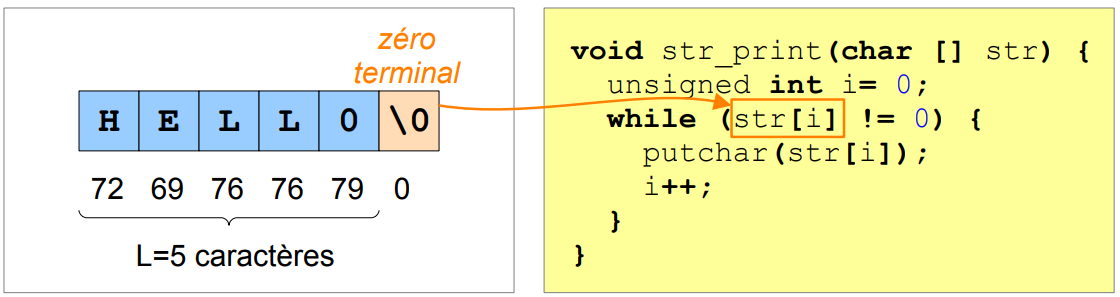 zéro
terminal
H E L L O \0
72 69 76 76 79 0
L=5 caractères
void str_print(char [] str) {
unsigned int i= 0;
while (str[i] != 0) {
putchar(str[i]);
i++;
}
}